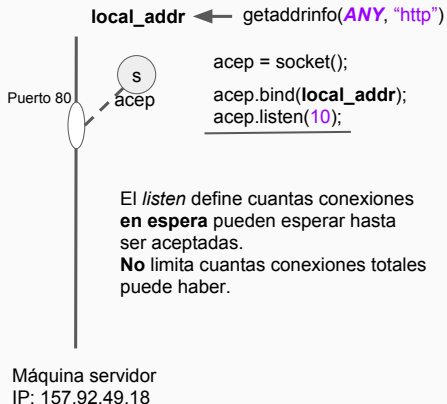 local_addr getaddrinfo(ANY, “http”)
s
acep
Puerto 80
acep = socket();
acep.bind(local_addr);
acep.listen(10);
El listen define cuantas conexiones
en espera pueden esperar hasta
ser aceptadas.
No limita cuantas conexiones totales
puede haber.
Máquina servidor
IP: 157.92.49.18